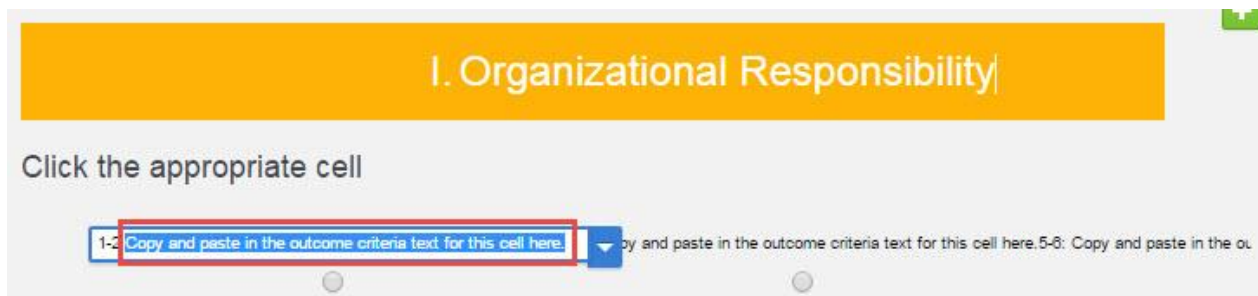 I. Organizational Responsibility
Click the appropriate cell
1-2 Copy and paste in the outcome criteria text for this cell here. py and paste in the outcome criteria text for this cell here.5-6: Copy and paste in the